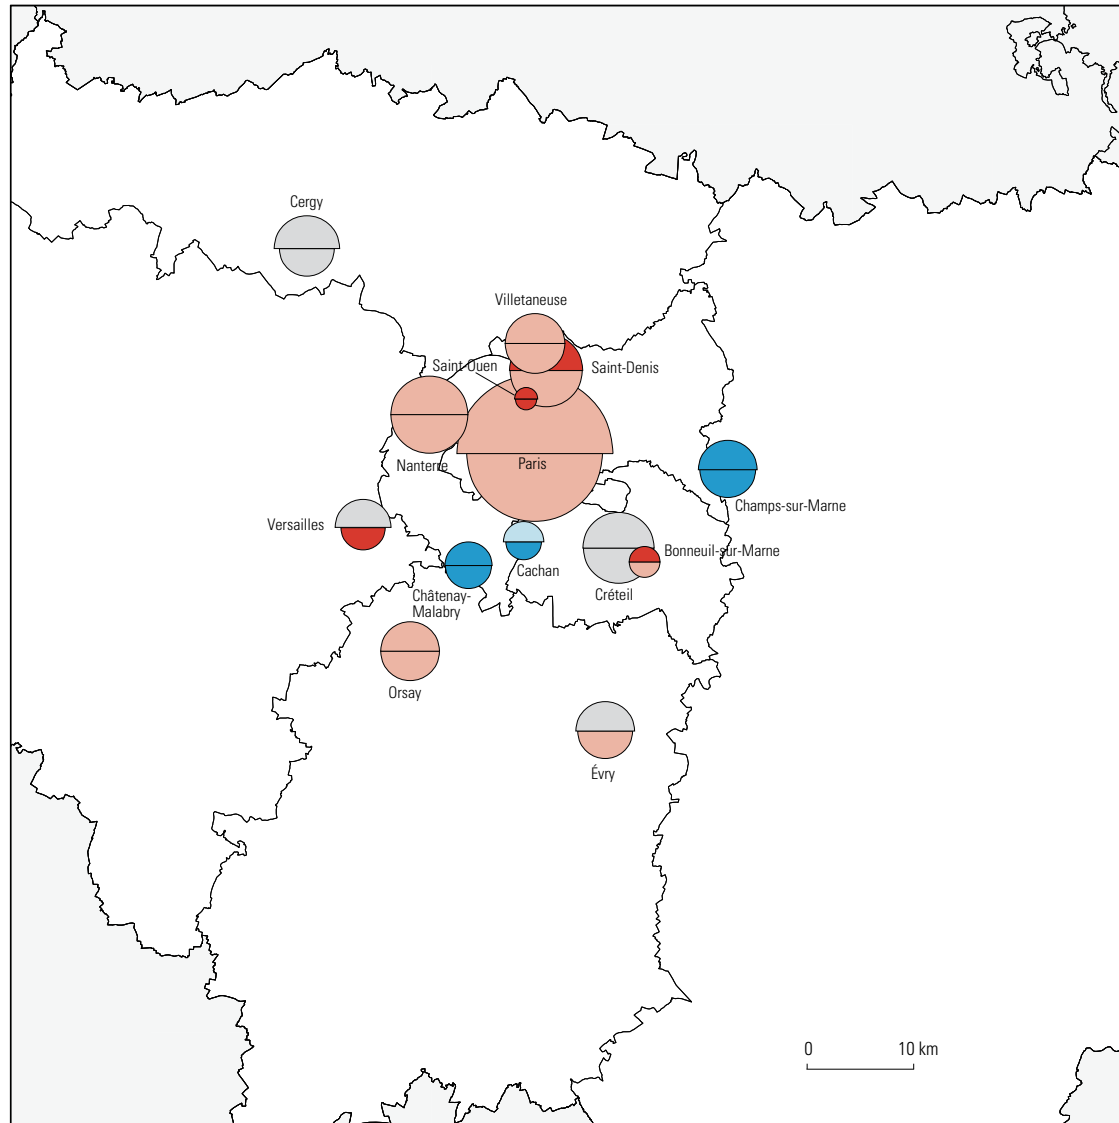 Cergy
Villetaneuse
Saint-Ouen
Saint-Denis
Nanterre
Paris
Champs-sur-Marne
Versailles
Bonneuil-sur-Marne
Cachan
Châtenay-
Malabry
Créteil
Orsay
Évry
0 10 km